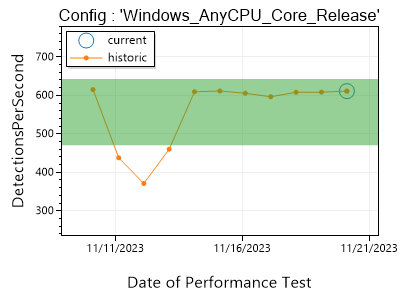 Config : 'Windows_AnyCPU_Core_Release'
current
historic
DetectionsPerSecond
700
600
500
400
300
11/11/2023
11/16/2023
11/21/2023
Date of Performance Test